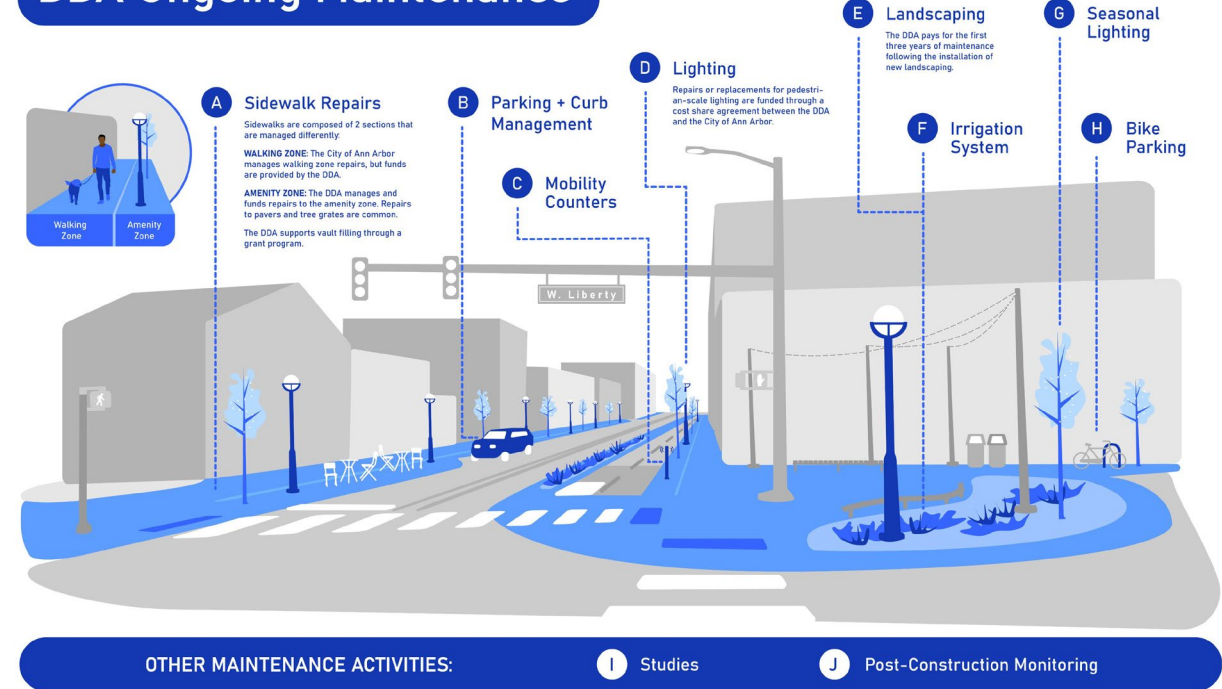 DDA Ongoing Maintenance
A Sidewalk Repairs
Sidewalks are composed of 2 sections that
are managed differently:
WALKING ZONE: The City of Ann Arbor
manages walking zone repairs, but funds
are provided by the DDA.
AMENITY ZONE: The DDA manages and
funds repairs to the amenity zone. Repairs
to pavers and tree grates are common.
The DDA supports vault filling through a
grant program.
Walking
Zone
Amenity
Zone
B Parking + Curb
Management
C Mobility
Counters
D Lighting
Repairs or replacements for pedestri-
an-scale lighting are funded through a
cost share agreement between the DDA
and the City of Ann Arbor.
E Landscaping
The DDA pays for the first
three years of maintenance
following the installation of
new landscaping.
F Irrigation
System
G Seasonal
Lighting
H Bike
Parking
W. Liberty
OTHER MAINTENANCE ACTIVITIES:
I Studies
J Post-Construction Monitoring